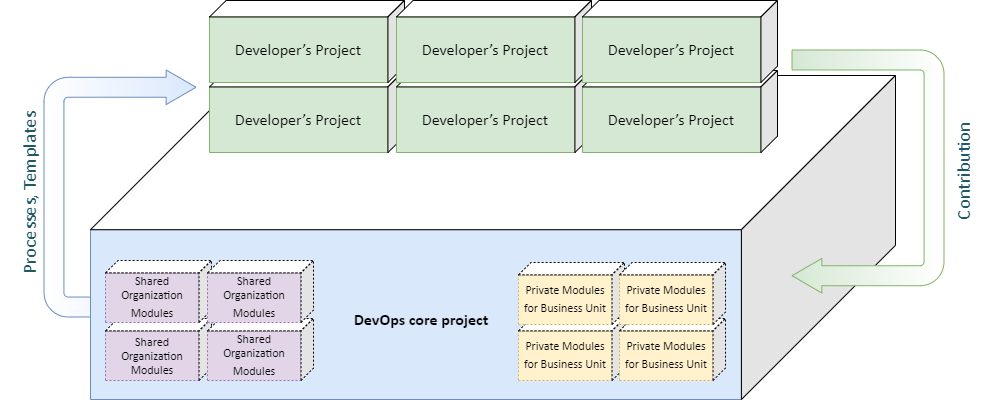 Developer’s Project
Developer’s Project
Developer’s Project
Developer’s Project
Developer’s Project
Developer’s Project
Processes, Templates
Contribution
Shared
Organization
Modules
Shared
Organization
Modules
Shared
Organization
Modules
Shared
Organization
Modules
DevOps core project
Private Modules
for Business Unit
Private Modules
for Business Unit
Private Modules
for Business Unit
Private Modules
for Business Unit